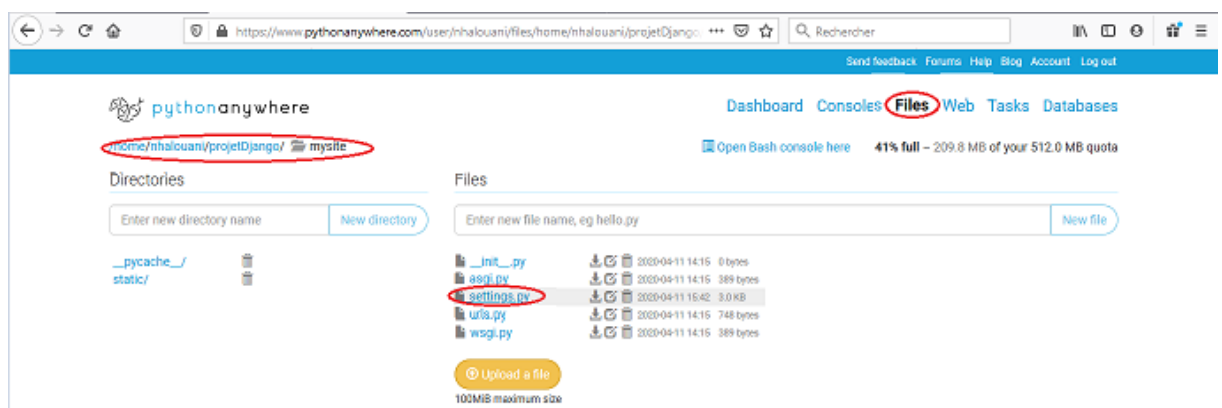 https://www.pythonanywhere.com/user/nhalouani/files/home/nhalouani/projetDjango
Rechercher
Send feedback Forums Help Blog Account Log out
pythonanywhere
Dashboard Consoles Files Web Tasks Databases
/home/nhalouani/projetDjango/ mysite
Open Bash console here 41% full – 209.8 MB of your 512.0 MB quota
Directories
Files
Enter new directory name New directory
Enter new file name, eg hello.py New file
__pycache__/
static/
__init__.py 2020-04-11 14:15 0 bytes
asgi.py 2020-04-11 14:15 389 bytes
settings.py 2020-04-11 15:42 3.0 KB
urls.py 2020-04-11 14:15 748 bytes
wsgi.py 2020-04-11 14:15 389 bytes
Upload a file
100MiB maximum size